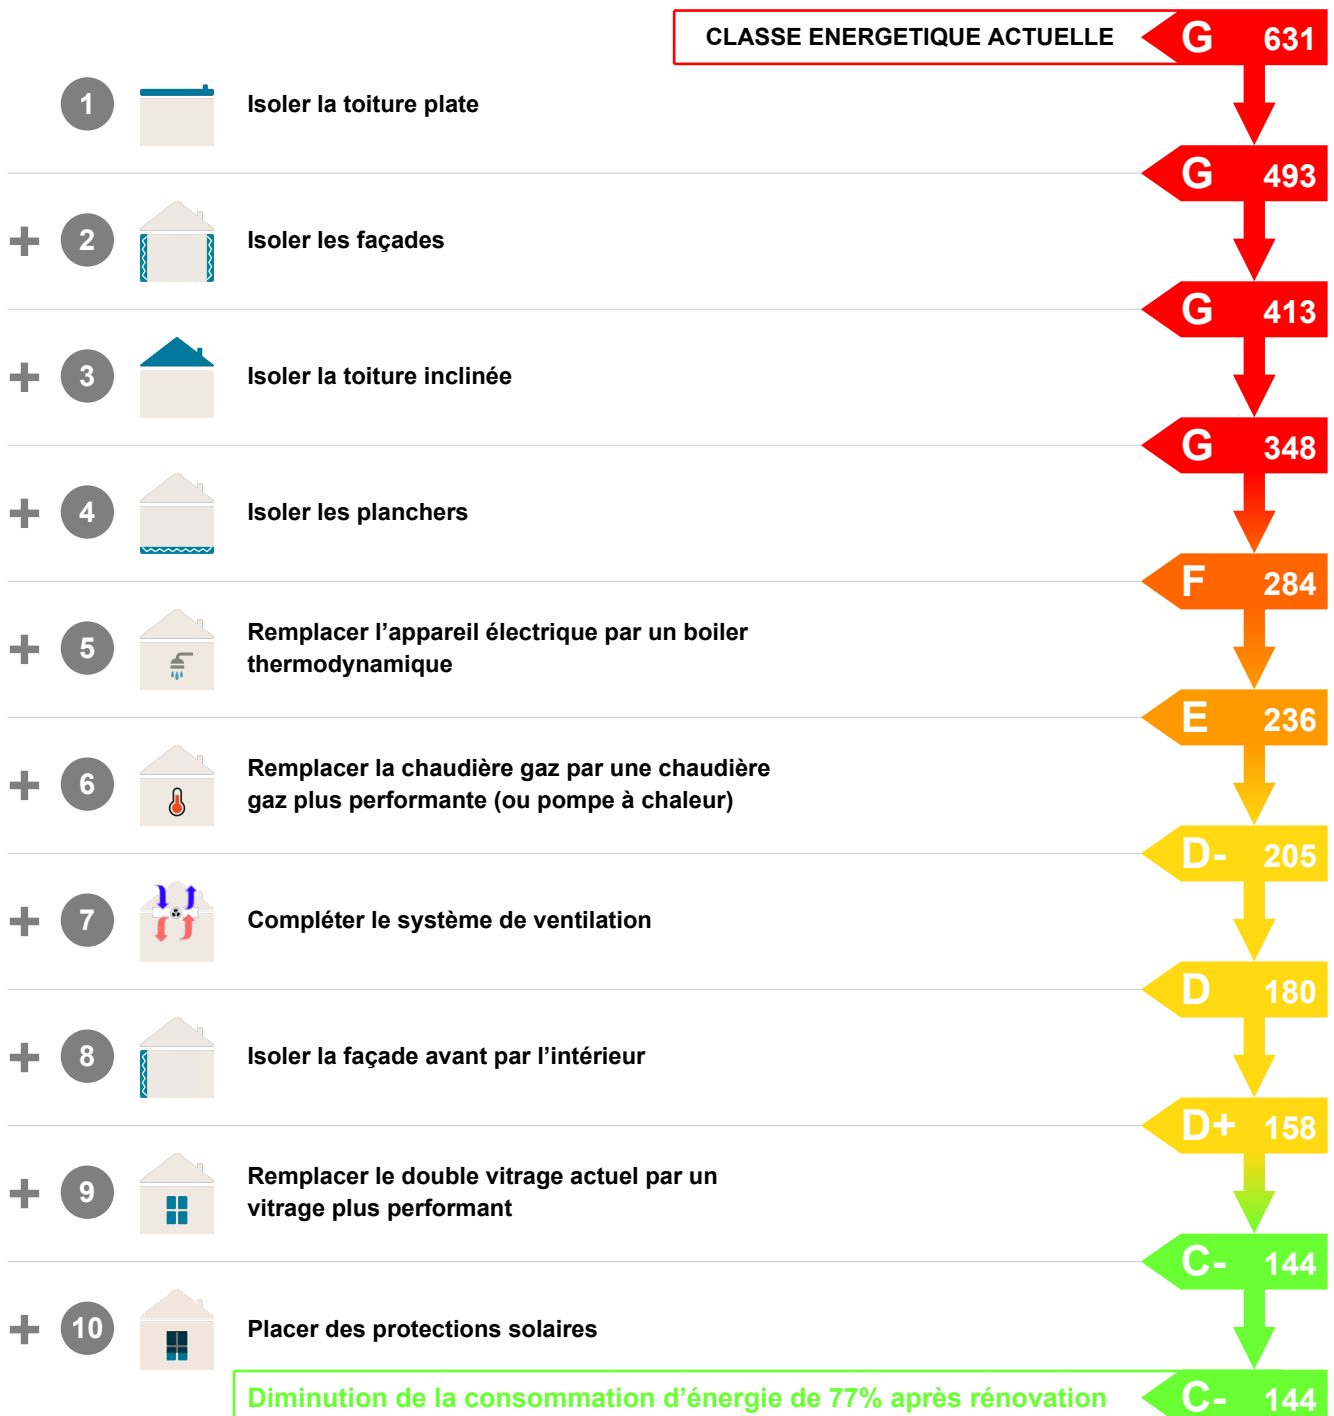 CLASSE ENERGETIQUE ACTUELLE G 631
1 Isoler la toiture plate
G 493
+ 2 Isoler les façades
G 413
+ 3 Isoler la toiture inclinée
G 348
+ 4 Isoler les planchers
F 284
+ 5 Remplacer l’appareil électrique par un boiler
thermodynamique
E 236
+ 6 Remplacer la chaudière gaz par une chaudière
gaz plus performante (ou pompe à chaleur)
D- 205
+ 7 Compléter le système de ventilation
D 180
+ 8 Isoler la façade avant par l’intérieur
D+ 158
+ 9 Remplacer le double vitrage actuel par un
vitrage plus performant
C- 144
+ 10 Placer des protections solaires
Diminution de la consommation d’énergie de 77% après rénovation C- 144